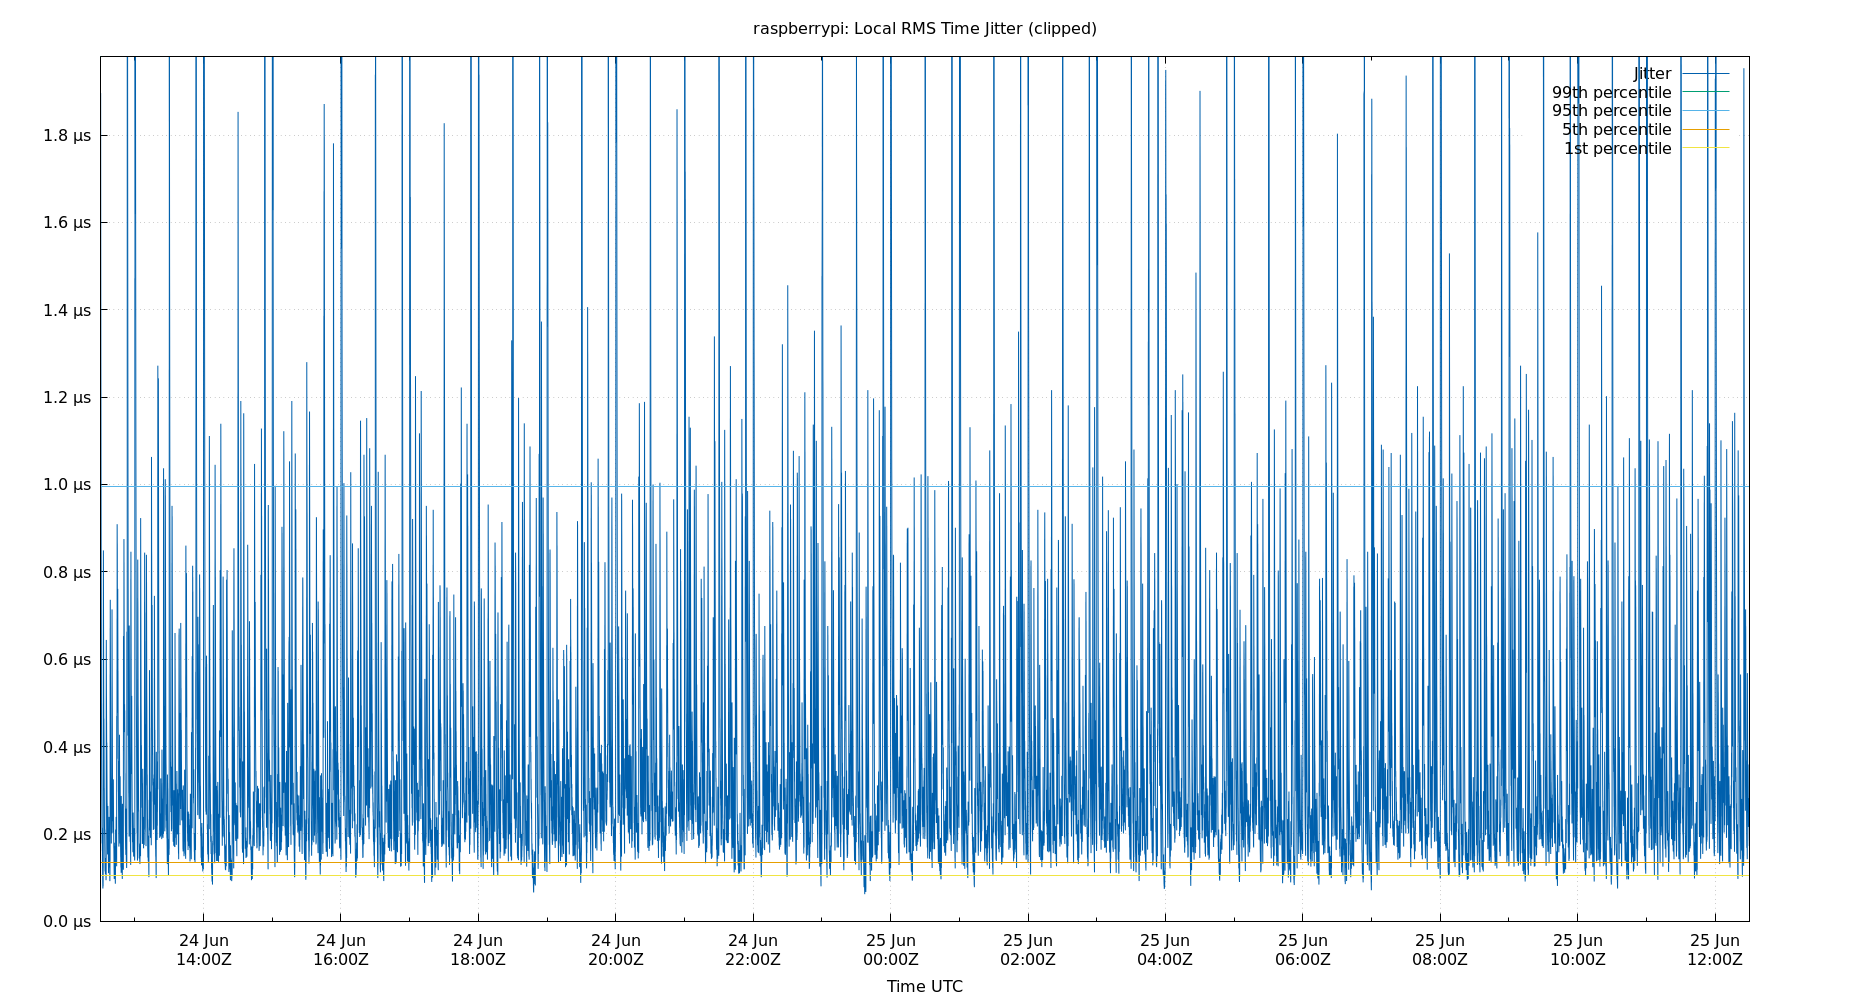 raspberrypi: Local RMS Time Jitter (clipped)
Jitter
99th percentile
95th percentile
5th percentile
1st percentile
1.8 μs
1.6 μs
1.4 μs
1.2 μs
1.0 μs
0.8 μs
0.6 μs
0.4 μs
0.2 μs
0.0 μs
24 Jun 24 Jun 24 Jun 24 Jun 24 Jun 25 Jun 25 Jun 25 Jun 25 Jun 25 Jun 25 Jun 25 Jun
14:00Z 16:00Z 18:00Z 20:00Z 22:00Z 00:00Z 02:00Z 04:00Z 06:00Z 08:00Z 10:00Z 12:00Z
Time UTC